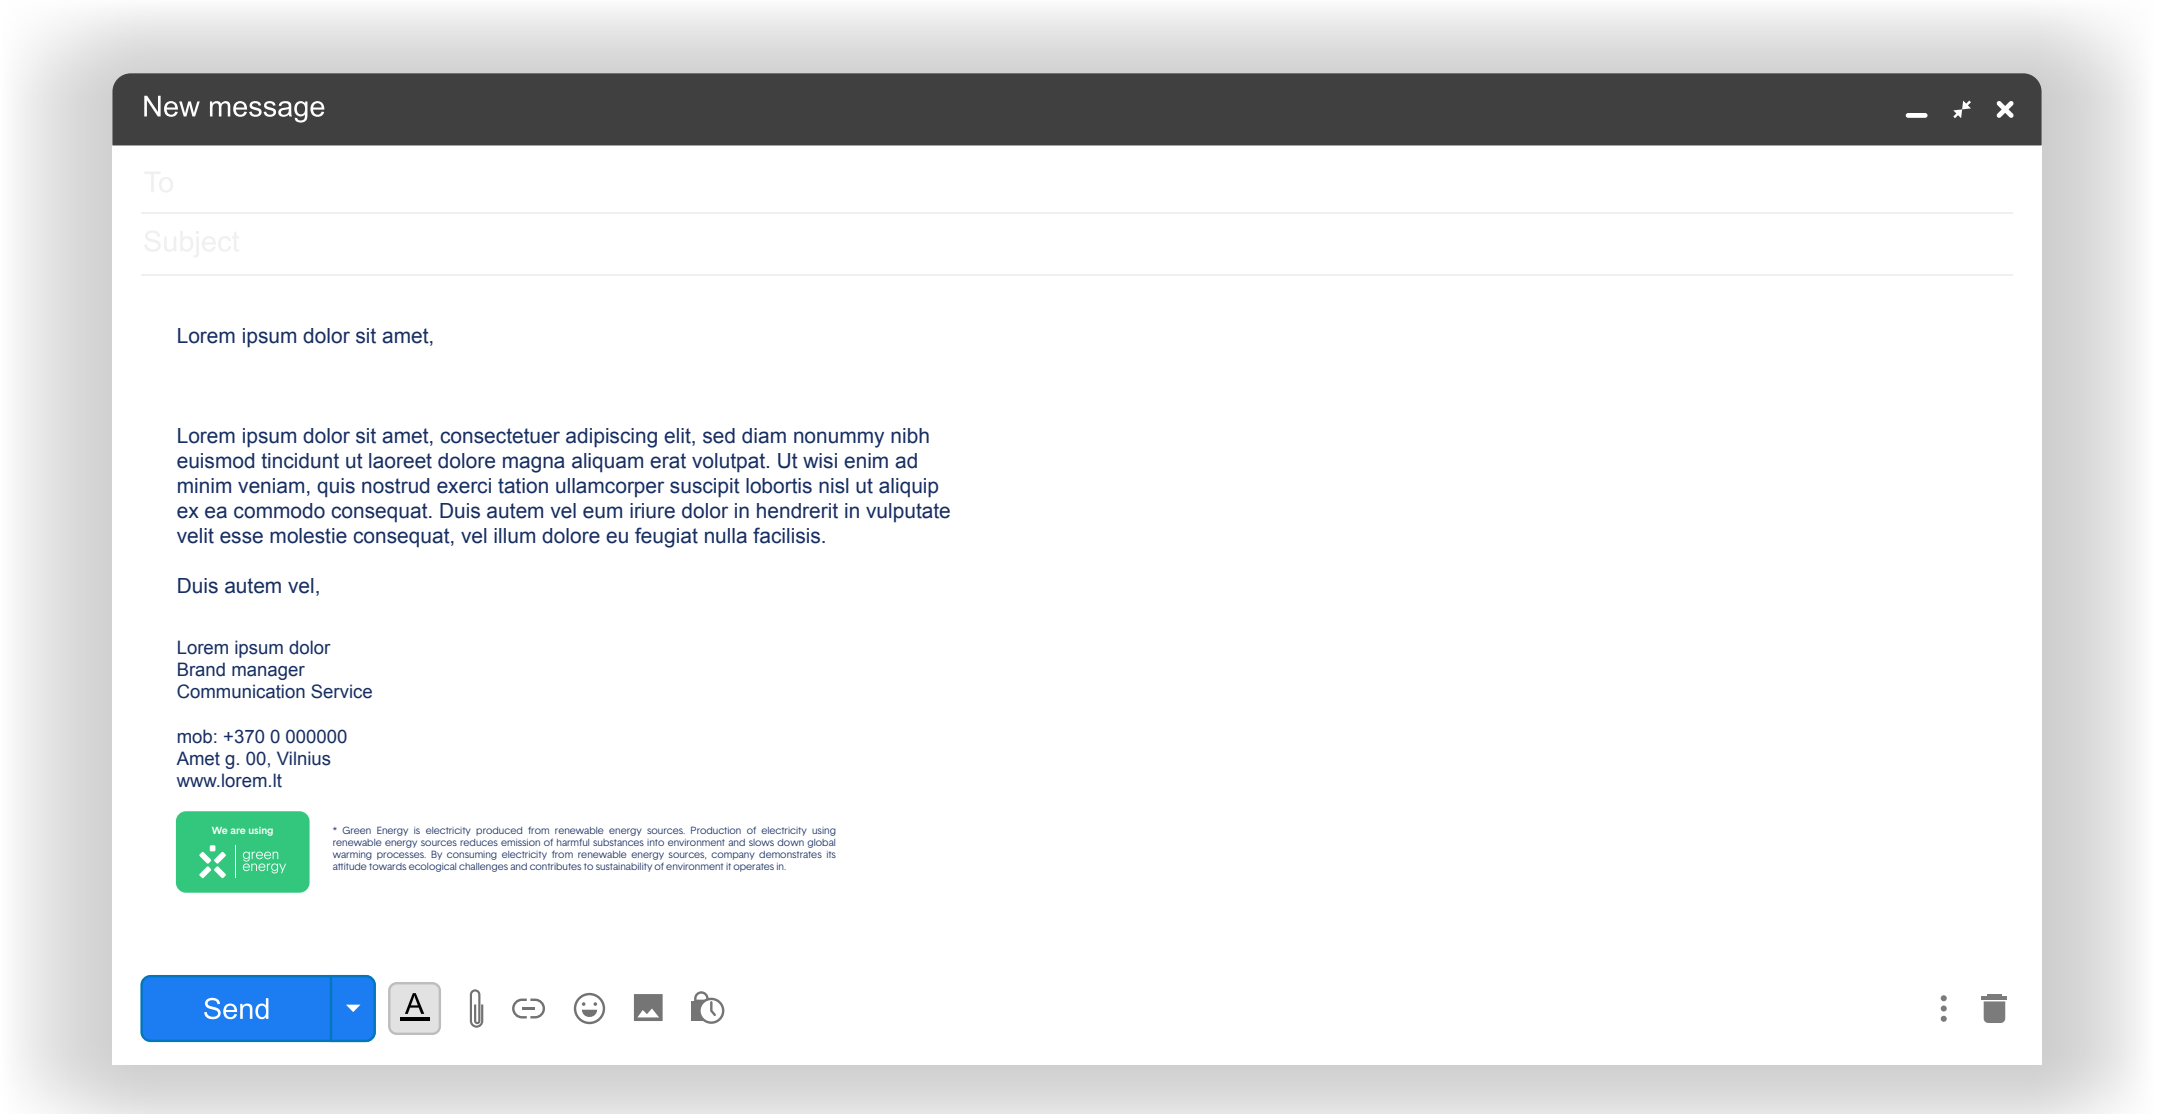 New message
To
Subject
Lorem ipsum dolor sit amet,
Lorem ipsum dolor sit amet, consectetuer adipiscing elit, sed diam nonummy nibh
euismod tincidunt ut laoreet dolore magna aliquam erat volutpat. Ut wisi enim ad
minim veniam, quis nostrud exerci tation ullamcorper suscipit lobortis nisl ut aliquip
ex ea commodo consequat. Duis autem vel eum iriure dolor in hendrerit in vulputate
velit esse molestie consequat, vel illum dolore eu feugiat nulla facilisis.
Duis autem vel,
Lorem ipsum dolor
Brand manager
Communication Service
mob: +370 0 000000
Amet g. 00, Vilnius
www.lorem.lt
We are using
green
energy
* Green Energy is electricity produced from renewable energy sources. Production of electricity using
renewable energy sources reduces emission of harmful substances into environment and slows down global
warming processes. By consuming electricity from renewable energy sources, company demonstrates its
attitude towards ecological challenges and contributes to sustainability of environment it operates in.
Send
A